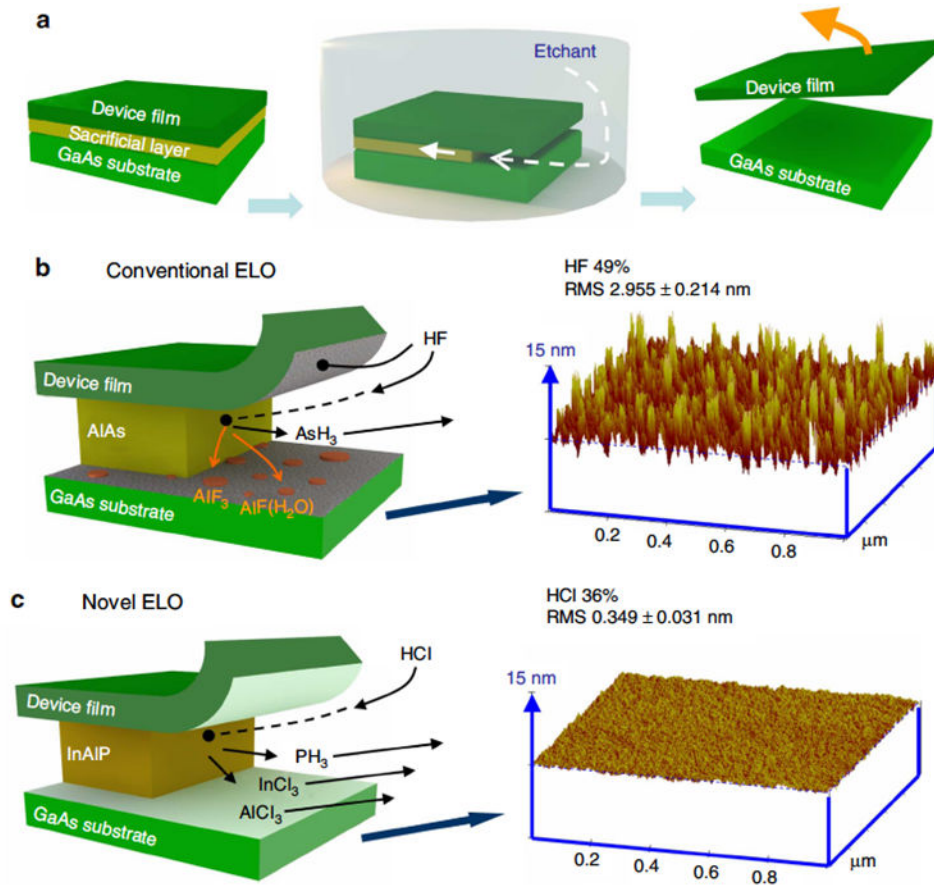 a
Device film
Sacrificial layer
GaAs substrate
Etchant
Device film
GaAs substrate
b Conventional ELO
Device film
AlAs
GaAs substrate
HF
AsH₃
AlF₃
AlF(H₂O)
HF 49%
RMS 2.955 ± 0.214 nm
15 nm
0.2
0.4
0.6
0.8
μm
c Novel ELO
Device film
InAlP
GaAs substrate
HCl
PH₃
InCl₃
AlCl₃
HCl 36%
RMS 0.349 ± 0.031 nm
15 nm
0.2
0.4
0.6
0.8
μm